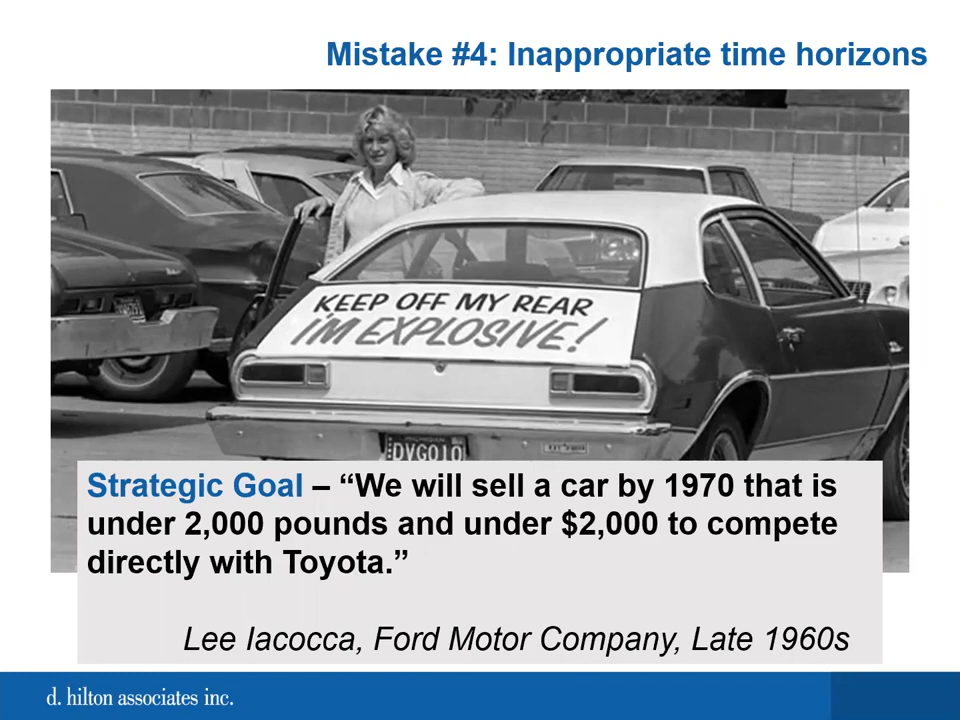 Mistake #4: Inappropriate time horizons
KEEP OFF MY REAR
I'M EXPLOSIVE!
DVG010
Strategic Goal – “We will sell a car by 1970 that is
under 2,000 pounds and under $2,000 to compete
directly with Toyota.”
Lee Iacocca, Ford Motor Company, Late 1960s
d. hilton associates inc.